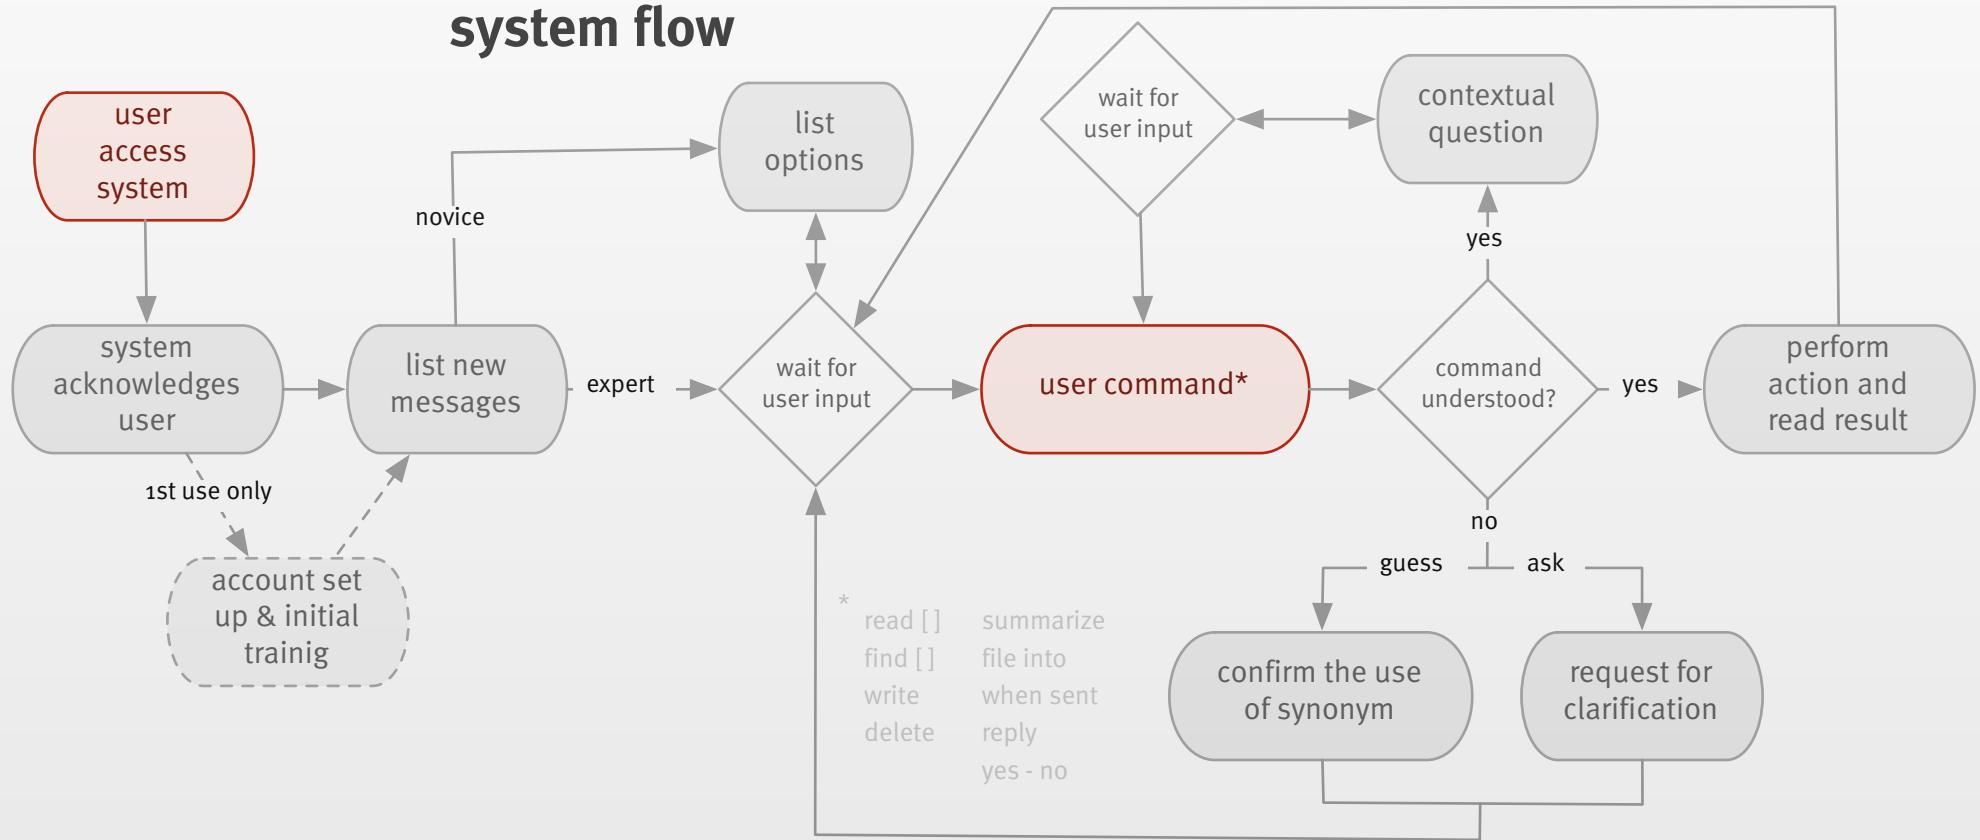 system flow
user
access
system
system
acknowledges
user
1st use only
account set
up & initial
trainig
list new
messages
novice
expert
list
options
wait for
user input
user command*
wait for
user input
contextual
question
yes
command
understood?
yes
perform
action and
read result
no
guess
ask
confirm the use
of synonym
request for
clarification
*
read [ ] summarize
find [ ] file into
write when sent
delete reply
yes - no